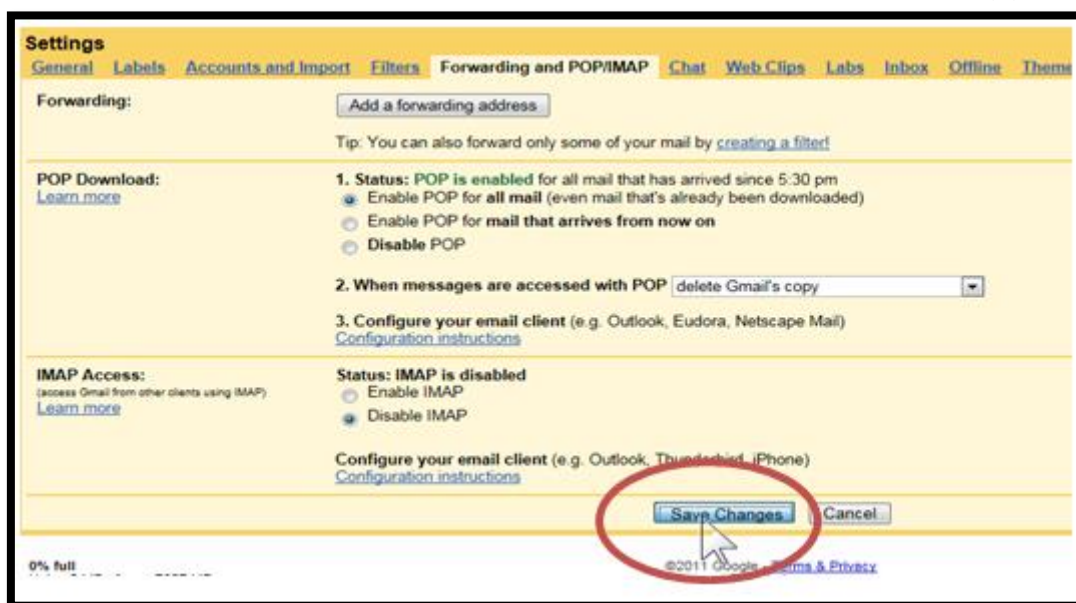 Settings
General Labels Accounts and Import Filters Forwarding and POP/IMAP Chat Web Clips Labs Inbox Offline Theme
Forwarding:
Add a forwarding address
Tip: You can also forward only some of your mail by creating a filter!
POP Download:
Learn more
1. Status: POP is enabled for all mail that has arrived since 5:30 pm
Enable POP for all mail (even mail that's already been downloaded)
Enable POP for mail that arrives from now on
Disable POP
2. When messages are accessed with POP delete Gmail's copy
3. Configure your email client (e.g. Outlook, Eudora, Netscape Mail)
Configuration instructions
IMAP Access:
(access Gmail from other clients using IMAP)
Learn more
Status: IMAP is disabled
Enable IMAP
Disable IMAP
Configure your email client (e.g. Outlook, Thunderbird, iPhone)
Configuration instructions
Save Changes Cancel
0% full
©2011 Google - Terms & Privacy